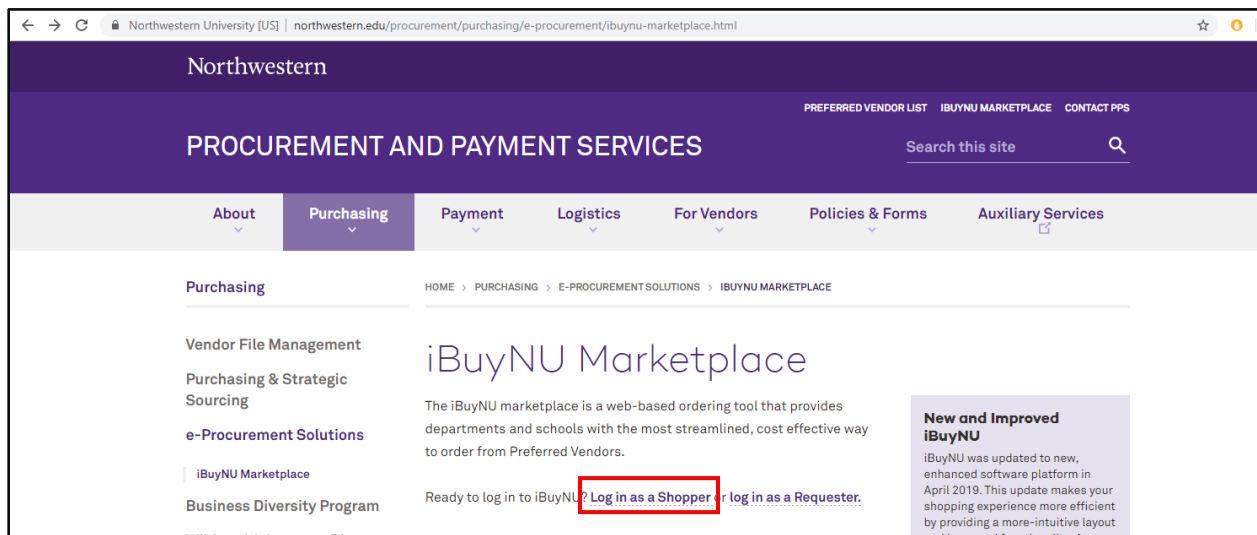 Northwestern University [US] | northwestern.edu/procurement/purchasing/e-procurement/ibuynu-marketplace.html
Northwestern
PREFERRED VENDOR LIST IBUYNU MARKETPLACE CONTACT PPS
PROCUREMENT AND PAYMENT SERVICES
Search this site
About Purchasing Payment Logistics For Vendors Policies & Forms Auxiliary Services
Purchasing
HOME > PURCHASING > E-PROCUREMENT SOLUTIONS > IBUYNU MARKETPLACE
Vendor File Management
Purchasing & Strategic
Sourcing
e-Procurement Solutions
iBuyNU Marketplace
Business Diversity Program
iBuyNU Marketplace
The iBuyNU marketplace is a web-based ordering tool that provides
departments and schools with the most streamlined, cost effective way
to order from Preferred Vendors.
Ready to log in to iBuyNU? Log in as a Shopper or log in as a Requester.
New and Improved
iBuyNU
iBuyNU was updated to new,
enhanced software platform in
April 2019. This update makes your
shopping experience more efficient
by providing a more-intuitive layout